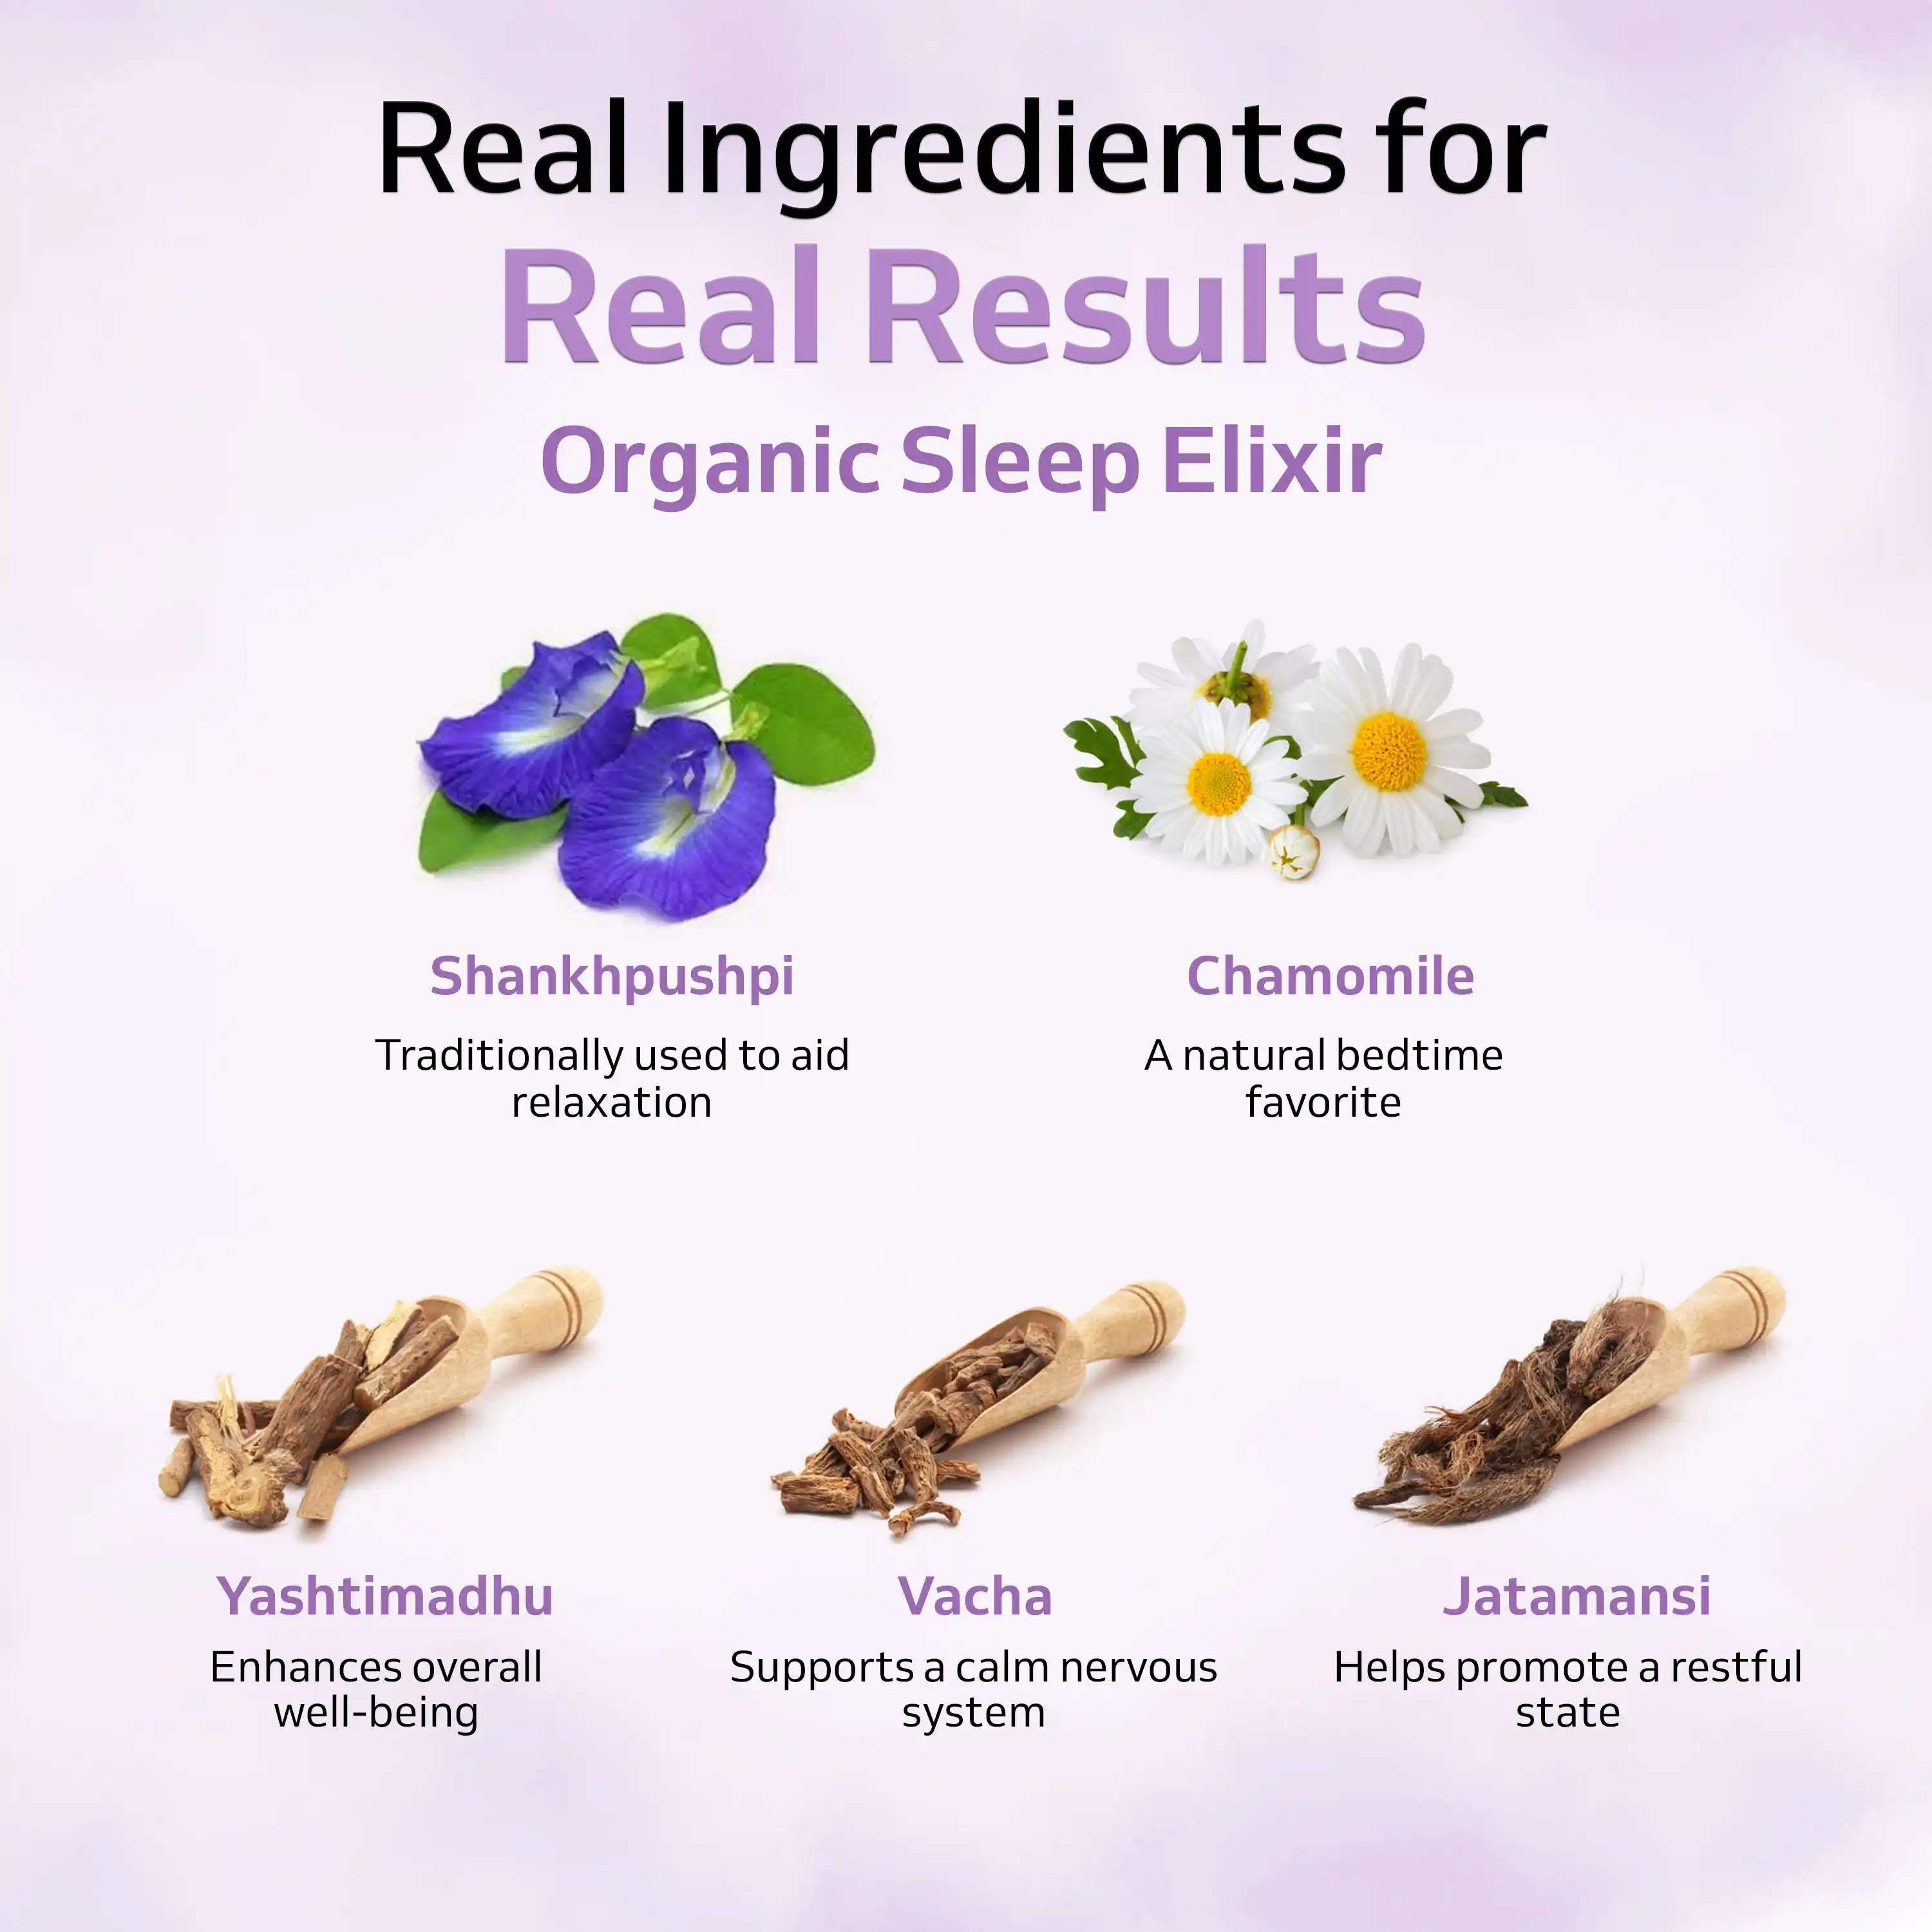 Real Ingredients for
Real Results
Organic Sleep Elixir
Shankhpushpi
Traditionally used to aid
relaxation
Chamomile
A natural bedtime
favorite
Yashtimadhu
Enhances overall
well-being
Vacha
Supports a calm nervous
system
Jatamansi
Helps promote a restful
state